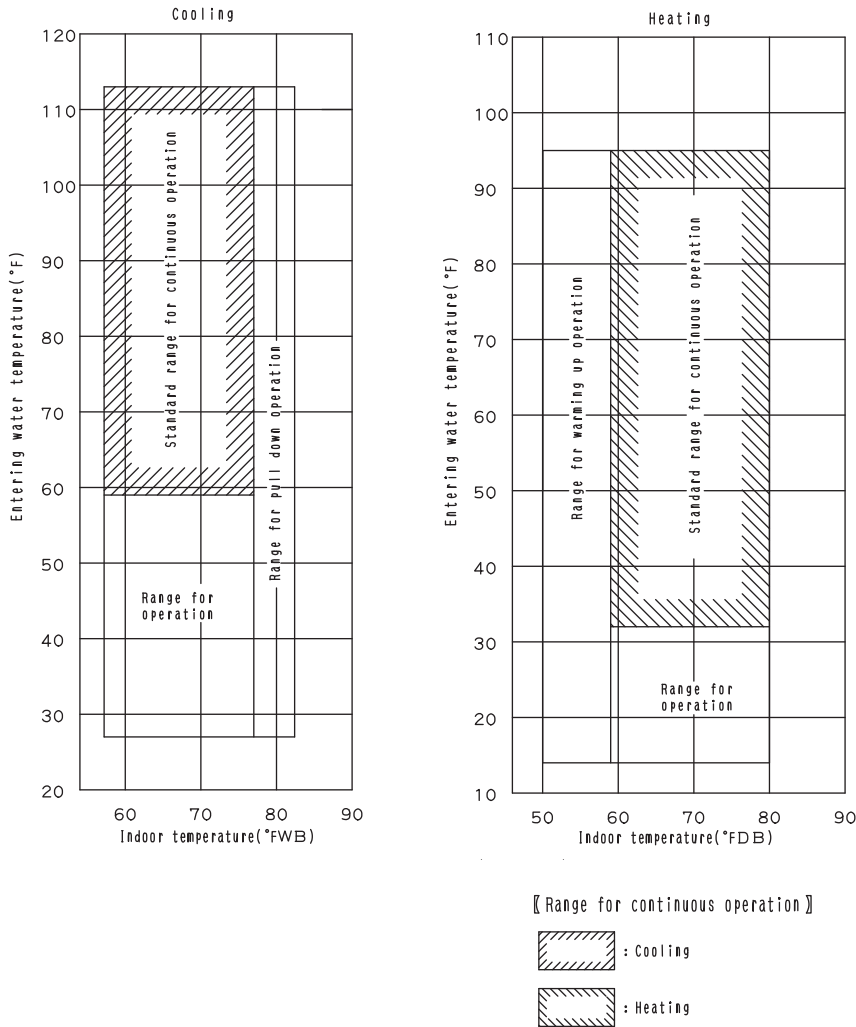 Cooling
120
110
100
90
80
70
60
50
40
30
20
Entering water temperature(°F)
Standard range for continuous operation
Range for pull down operation
Range for
operation
60 70 80 90
Indoor temperature(°FWB)
Heating
110
100
90
80
70
60
50
40
30
20
10
Entering water temperature(°F)
Range for warming up operation
Standard range for continuous operation
Range for
operation
50 60 70 80 90
Indoor temperature(°FDB)
〖Range for continuous operation〗
: Cooling
: Heating